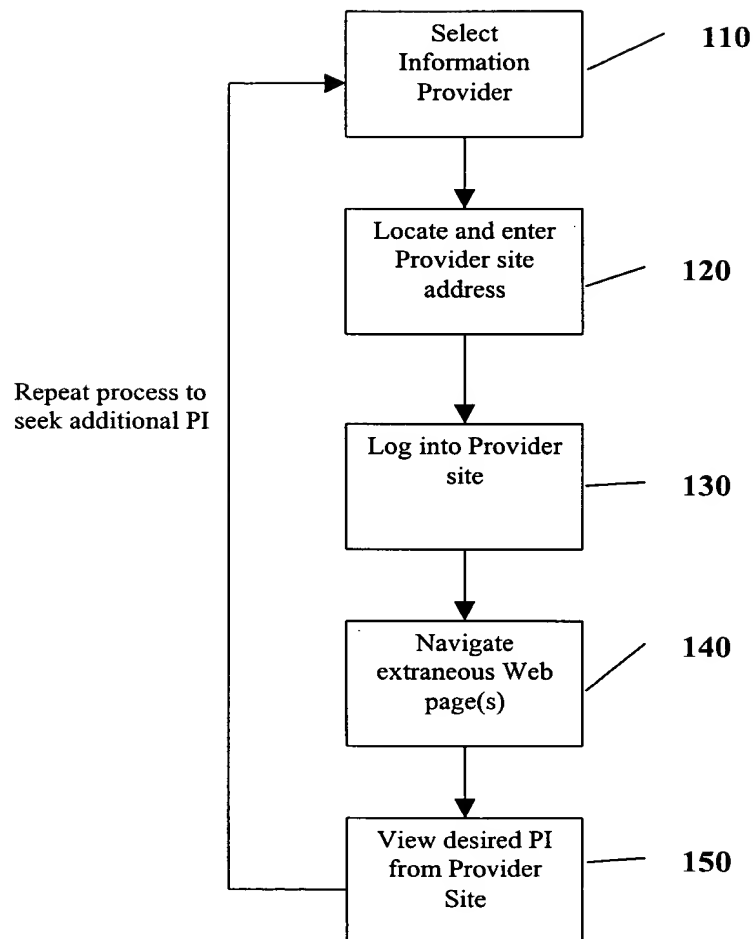 Select
Information
Provider
110
Locate and enter
Provider site
address
120
Repeat process to
seek additional PI
Log into Provider
site
130
Navigate
extraneous Web
page(s)
140
View desired PI
from Provider
Site
150